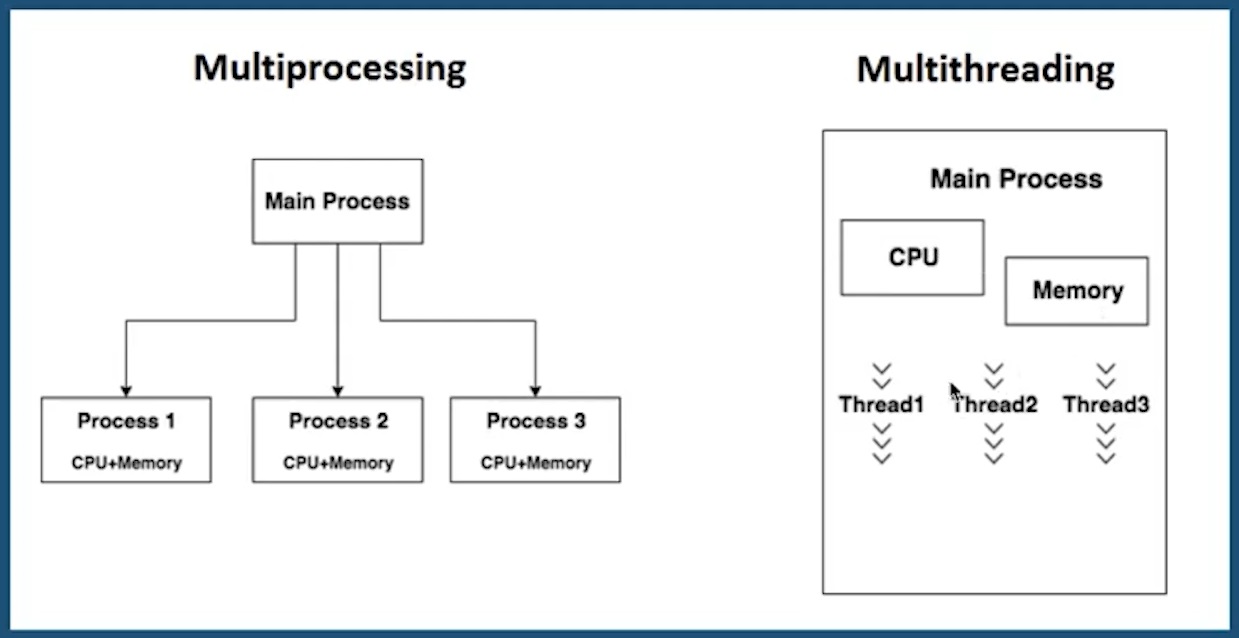 Multiprocessing
Main Process
Process 1
CPU+Memory
Process 2
CPU+Memory
Process 3
CPU+Memory
Multithreading
Main Process
CPU
Memory
Thread1
Thread2
Thread3